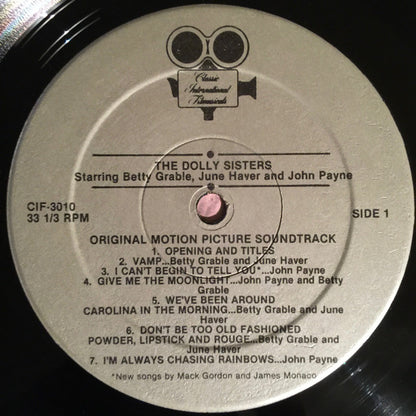 Classic
International
Filmusicals
THE DOLLY SISTERS
Starring Betty Grable, June Haver and John Payne
CIF-3010
33 1/3 RPM
SIDE 1
ORIGINAL MOTION PICTURE SOUNDTRACK
1. OPENING AND TITLES
2. VAMP...Betty Grable and June Haver
3. I CAN'T BEGIN TO TELL YOU*...John Payne
4. GIVE ME THE MOONLIGHT...John Payne and Betty
Grable
5. WE'VE BEEN AROUND
CAROLINA IN THE MORNING...Betty Grable and June
Haver
6. DON'T BE TOO OLD FASHIONED
POWDER, LIPSTICK AND ROUGE...Betty Grable and
June Haver
7. I'M ALWAYS CHASING RAINBOWS...John Payne
*New songs by Mack Gordon and James Monaco